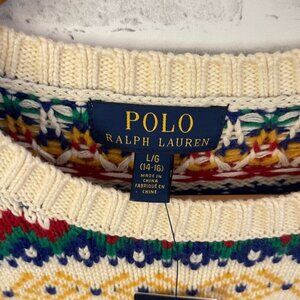 POLO
RALPH LAUREN
L/G
(14-16)
MADE IN
CHINA
FABRIQUÉ EN
CHINE